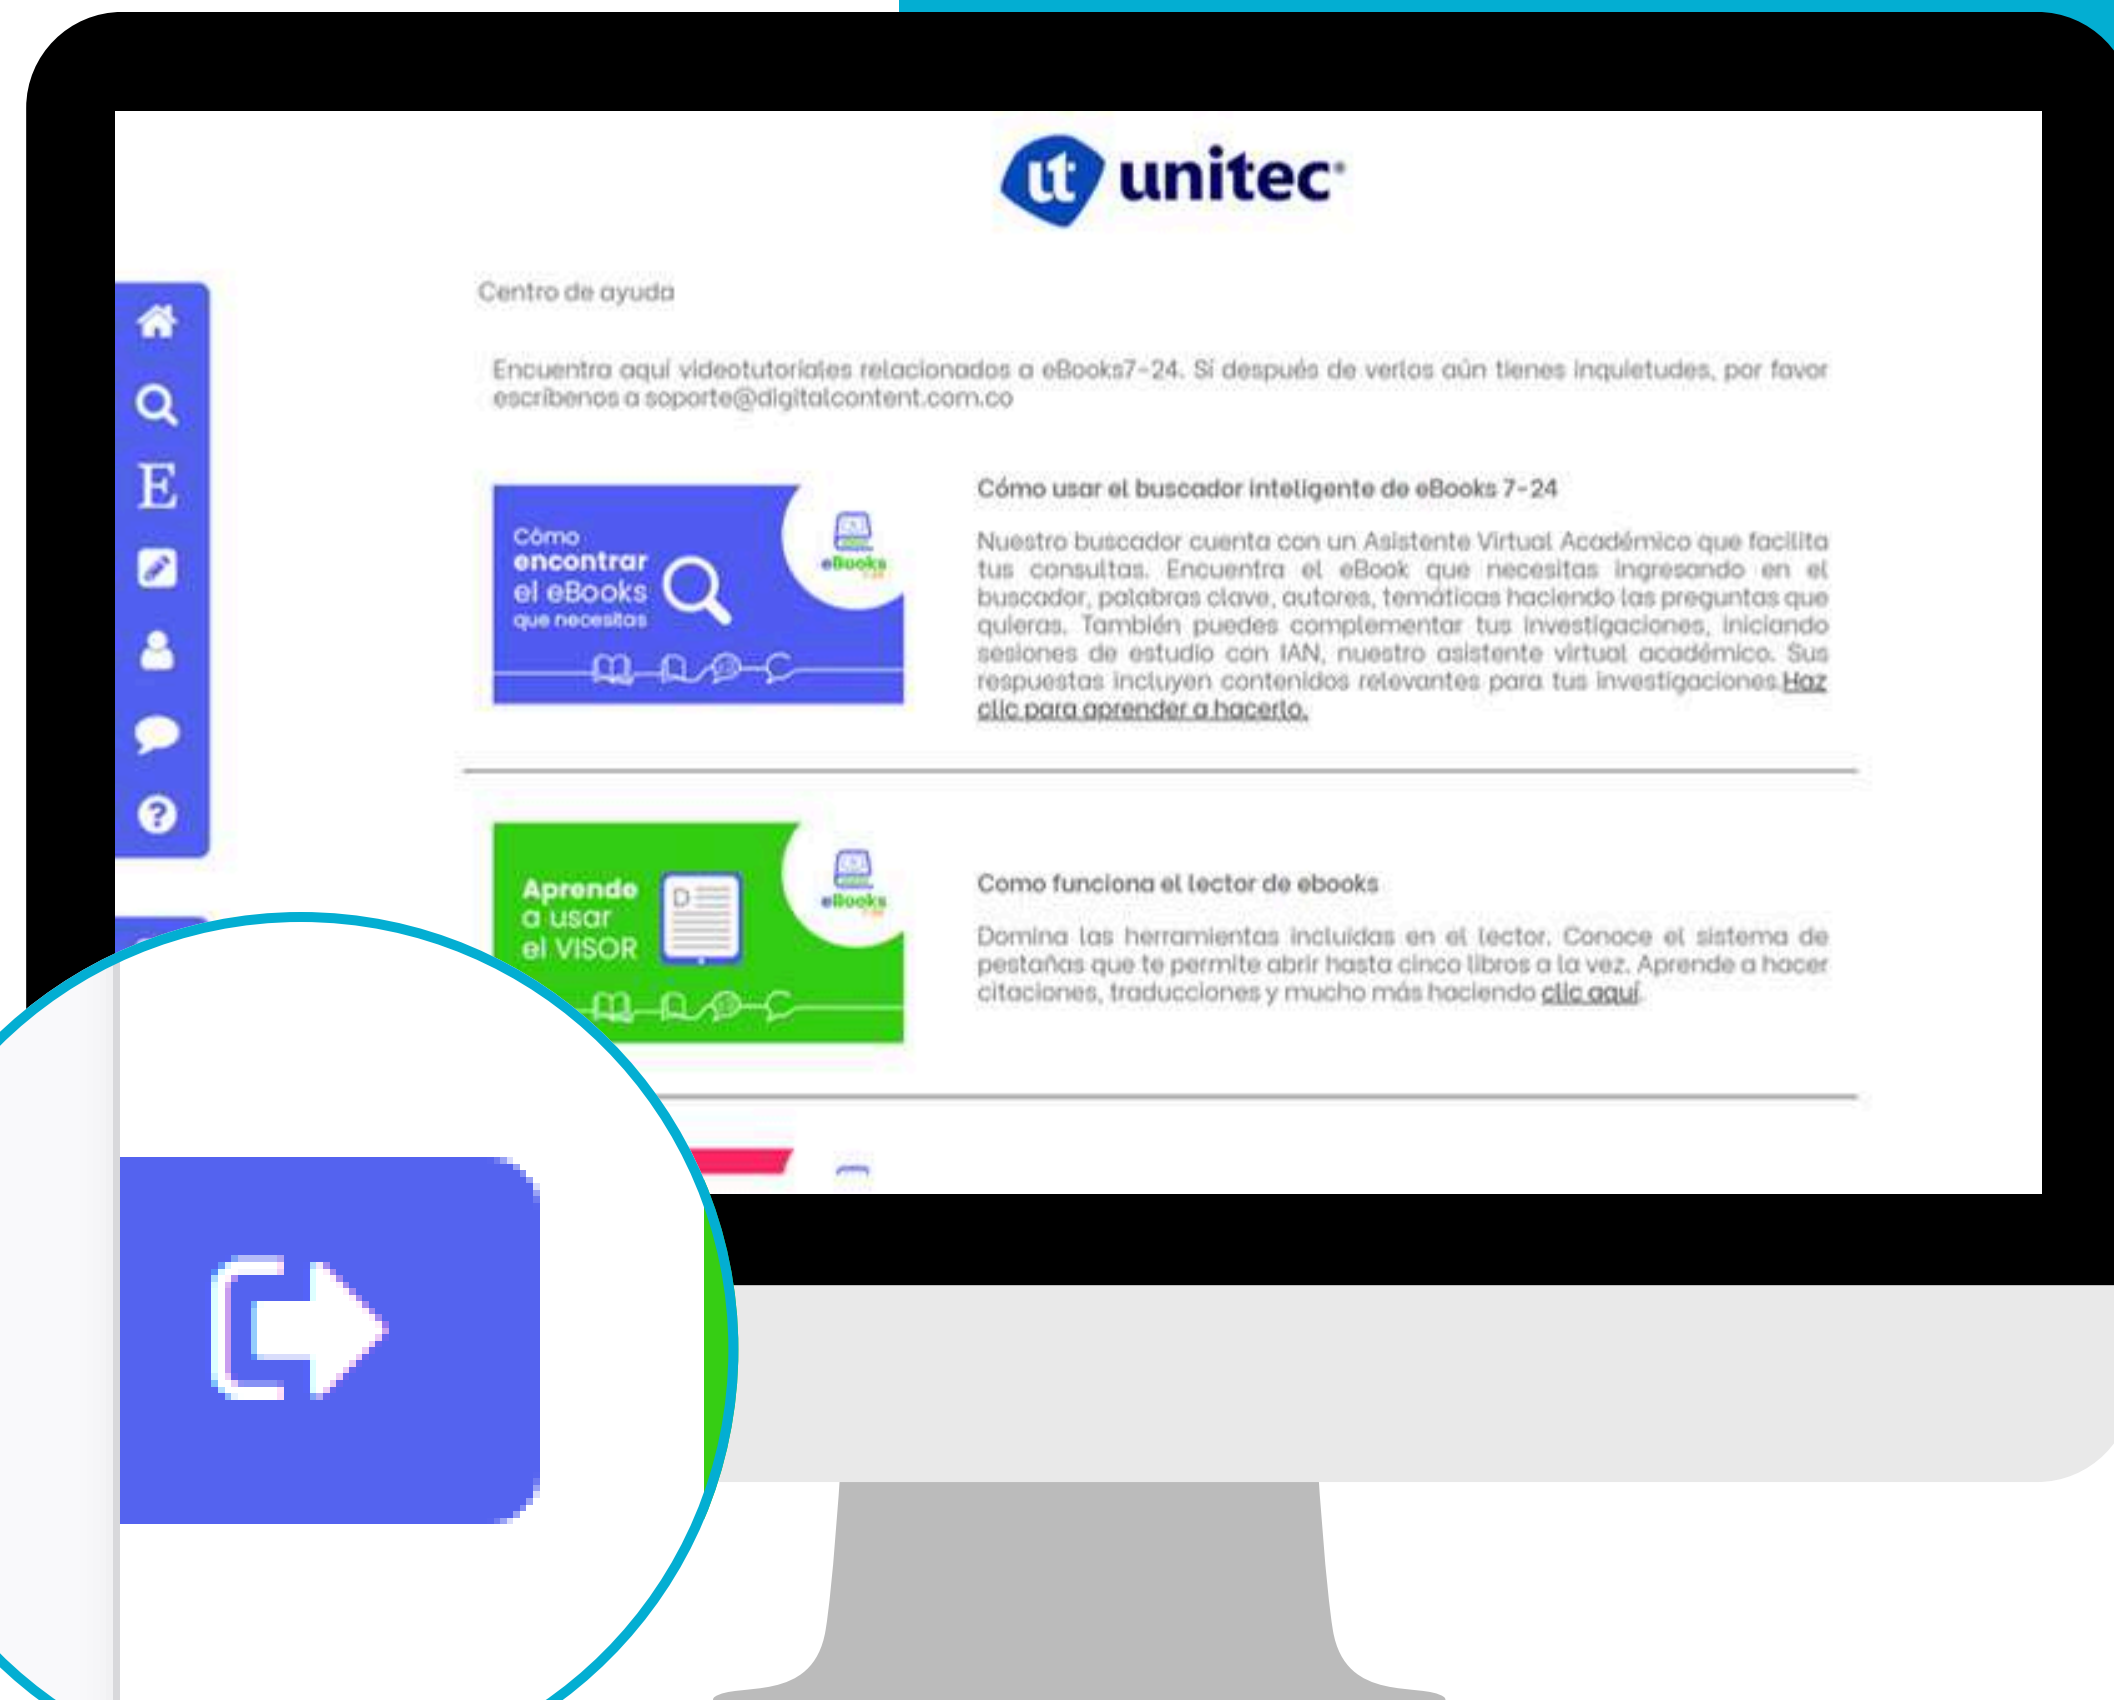 unitec
Centro de ayuda
Encuentra aquí videotutoriales relacionados a eBooks7-24. Si después de verlos aún tienes inquietudes, por favor
escríbenos a soporte@digitalcontent.com.co
Cómo
encontrar
el eBooks
que necesitas
eBooks
7-24
Cómo usar el buscador inteligente de eBooks 7-24
Nuestro buscador cuenta con un Asistente Virtual Académico que facilita
tus consultas. Encuentra el eBook que necesitas ingresando en el
buscador, palabras clave, autores, temáticas haciendo las preguntas que
quieras. También puedes complementar tus investigaciones, iniciando
sesiones de estudio con IAN, nuestro asistente virtual académico. Sus
respuestas incluyen contenidos relevantes para tus investigaciones.Haz
clic para aprender a hacerlo.
E
Aprende
a usar
el VISOR
D
eBooks
7-24
Como funciona el lector de ebooks
Domina las herramientas incluidas en el lector. Conoce el sistema de
pestañas que te permite abrir hasta cinco libros a la vez. Aprende a hacer
citaciones, traducciones y mucho más haciendo clic aquí.